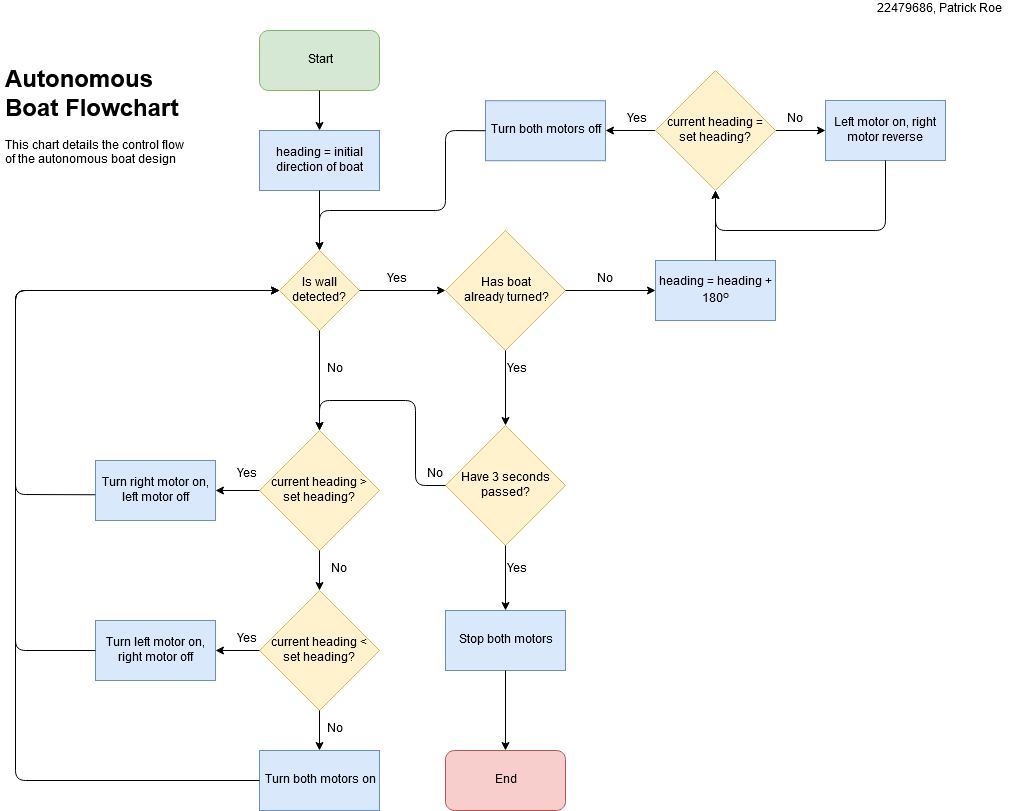 22479686, Patrick Roe
Autonomous
Boat Flowchart
This chart details the control flow
of the autonomous boat design
Start
heading = initial
direction of boat
Turn both motors off
Yes
current heading =
set heading?
No
Left motor on, right
motor reverse
Is wall
detected?
Yes
Has boat
already turned?
No
heading = heading +
180º
No
Yes
Turn right motor on,
left motor off
Yes
current heading >
set heading?
No
Have 3 seconds
passed?
No
Yes
Turn left motor on,
right motor off
Yes
current heading <
set heading?
Stop both motors
No
Turn both motors on
End